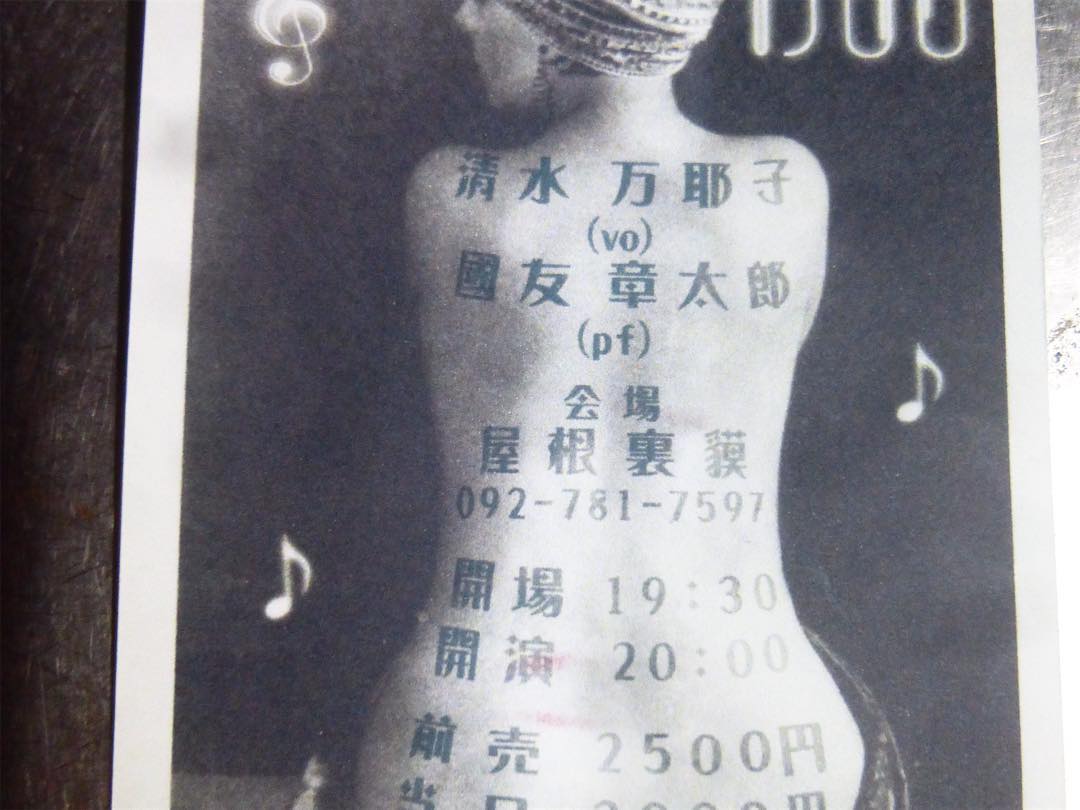 清水 万耶子
(vo)
國友 章太郎
(pf)
会場
屋根裏貘
092-781-7597
開場 19:30
開演 20:00
前売 2500円